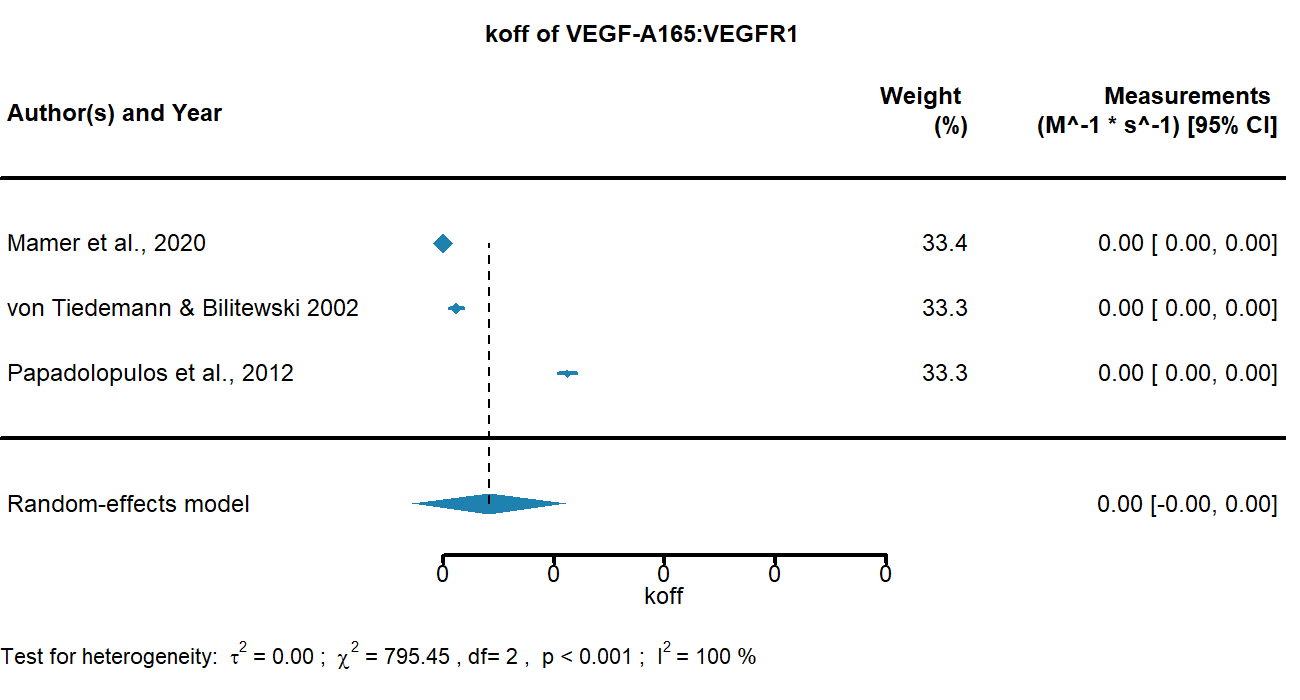 koff of VEGF-A165:VEGFR1
Author(s) and Year
Weight (%)
Measurements (M^-1 * s^-1) [95% CI]
Mamer et al., 2020 33.4 0.00 [ 0.00, 0.00]
von Tiedemann & Bilitewski 2002 33.3 0.00 [ 0.00, 0.00]
Papadolopulos et al., 2012 33.3 0.00 [ 0.00, 0.00]
Random-effects model 0.00 [-0.00, 0.00]
0 0 0 0 0
koff
Test for heterogeneity: τ² = 0.00 ; χ² = 795.45 , df= 2 , p < 0.001 ; I² = 100 %